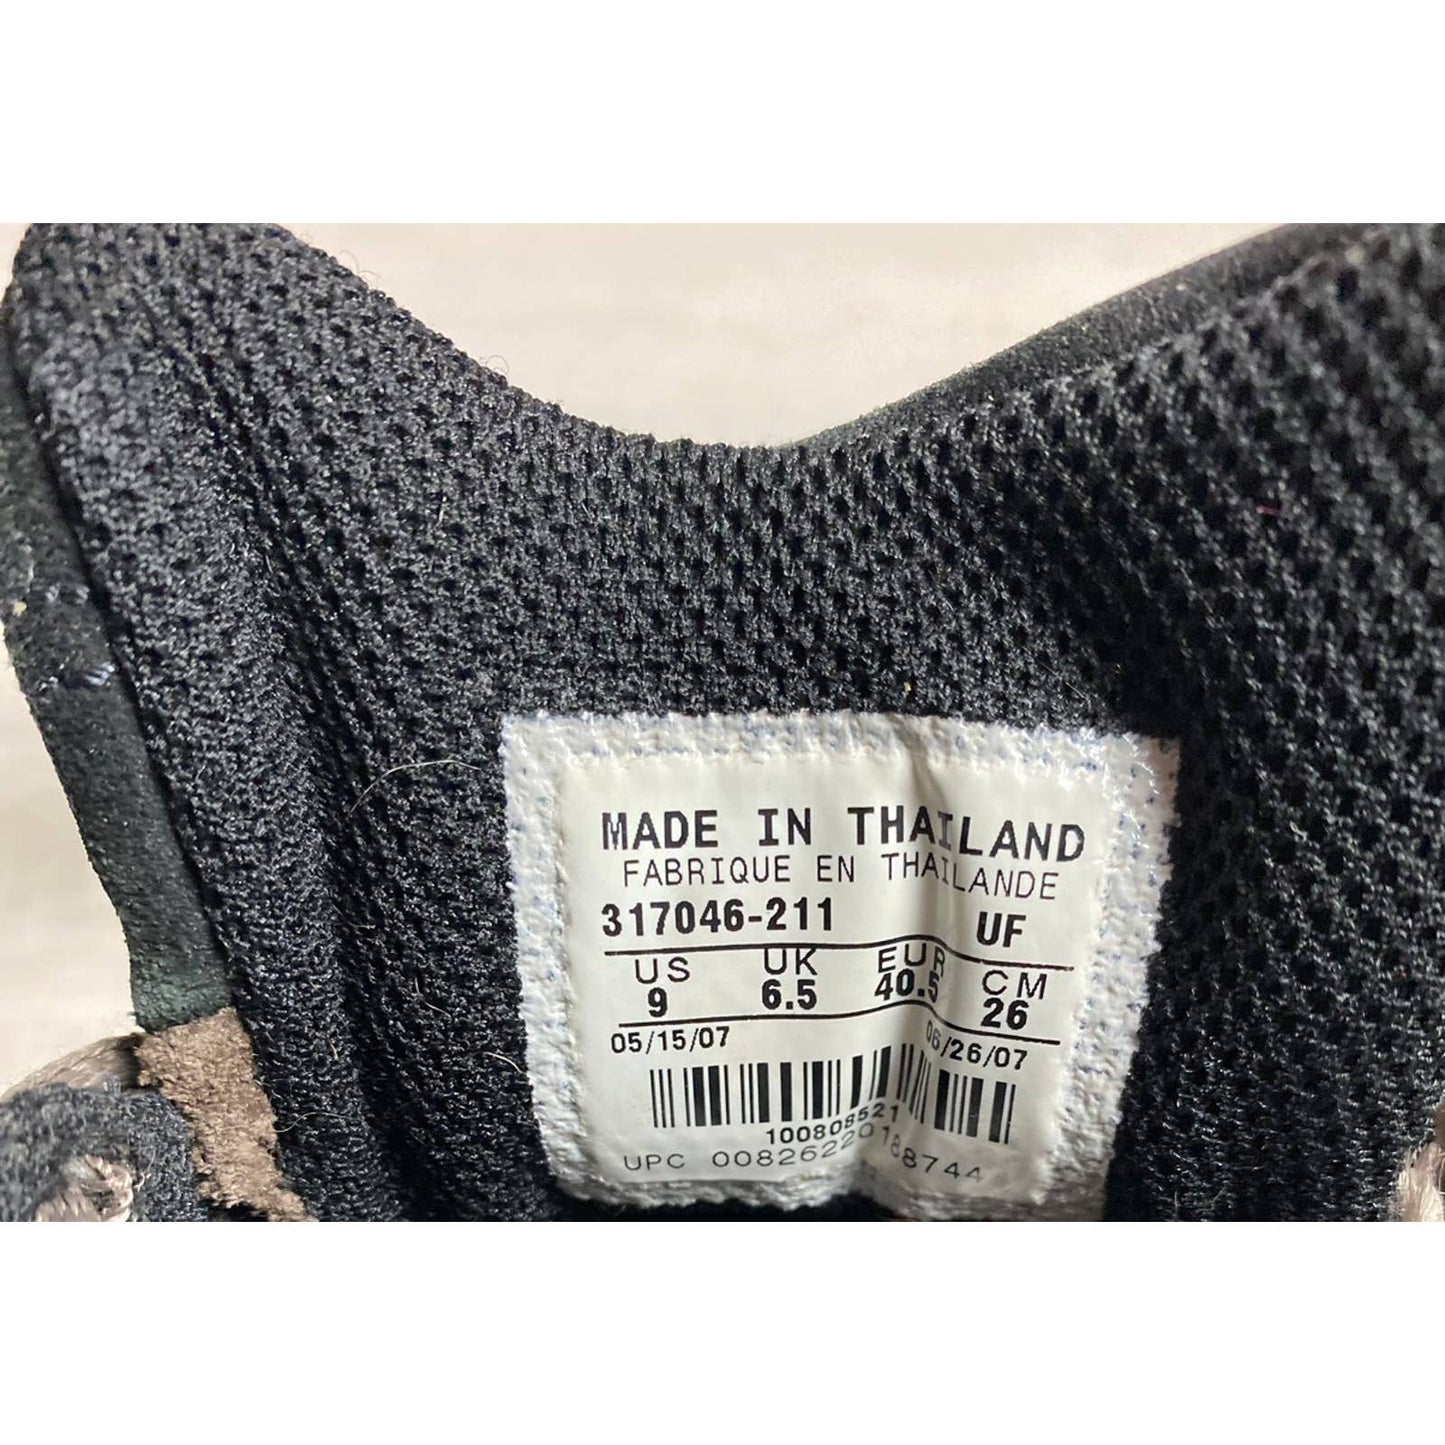 MADE IN THAILAND
FABRIQUE EN THAILANDE
317046-211 UF
US UK EUR CM
9 6.5 40.5 26
05/15/07 06/26/07
100808521
UPC 00826220188744